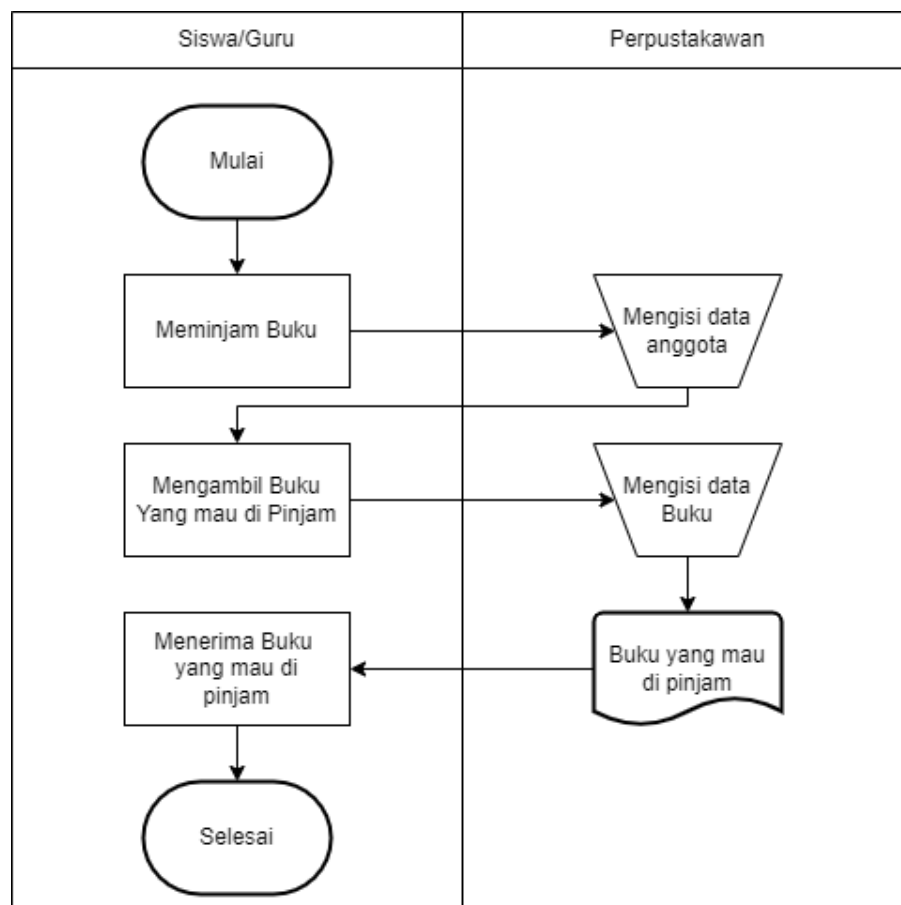 Siswa/Guru
Perpustakawan
Mulai
Meminjam Buku
Mengisi data
anggota
Mengambil Buku
Yang mau di Pinjam
Mengisi data
Buku
Menerima Buku
yang mau di
pinjam
Buku yang mau
di pinjam
Selesai